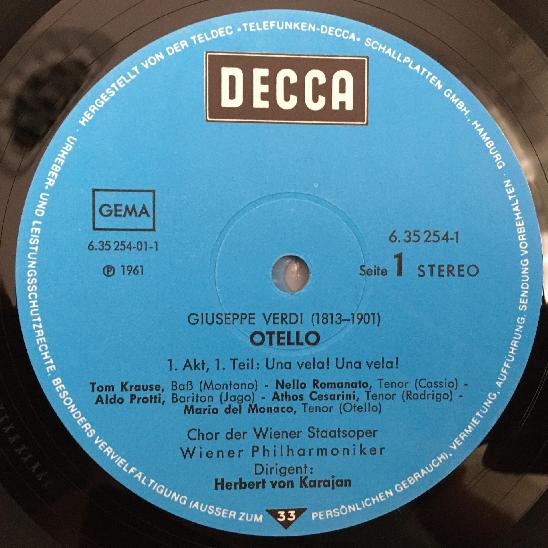 URHEBER- UND LEISTUNGSSCHUTZRECHTE, BESONDERS VERVIELFÄLTIGUNG (AUSSER ZUM PERSÖNLICHEN GEBRAUCH), VERMIETUNG, AUFFÜHRUNG, SENDUNG VORBEHALTEN · HERGESTELLT VON DER TELDEC »TELEFUNKEN-DECCA« SCHALLPLATTEN GMBH., HAMBURG ·
DECCA
GEMA
6.35 254-01-1
6.35 254-1
℗ 1961
Seite 1 STEREO
GIUSEPPE VERDI (1813–1901)
OTELLO
1. Akt, 1. Teil: Una vela! Una vela!
Tom Krause, Baß (Montano) - Nello Romanato, Tenor (Cassio) -
Aldo Protti, Bariton (Jago) - Athos Cesarini, Tenor (Rodrigo) -
Mario del Monaco, Tenor (Otello)
Chor der Wiener Staatsoper
Wiener Philharmoniker
Dirigent:
Herbert von Karajan
33